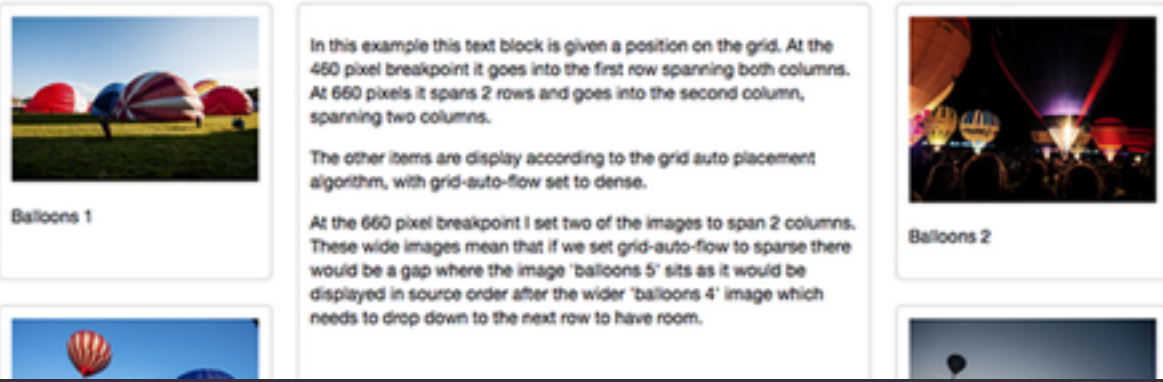 In this example this text block is given a position on the grid. At the
460 pixel breakpoint it goes into the first row spanning both columns.
At 660 pixels it spans 2 rows and goes into the second column,
spanning two columns.
The other items are display according to the grid auto placement
algorithm, with grid-auto-flow set to dense.
At the 660 pixel breakpoint I set two of the images to span 2 columns.
These wide images mean that if we set grid-auto-flow to sparse there
would be a gap where the image 'balloons 5' sits as it would be
displayed in source order after the wider 'balloons 4' image which
needs to drop down to the next row to have room.
Balloons 1
Balloons 2